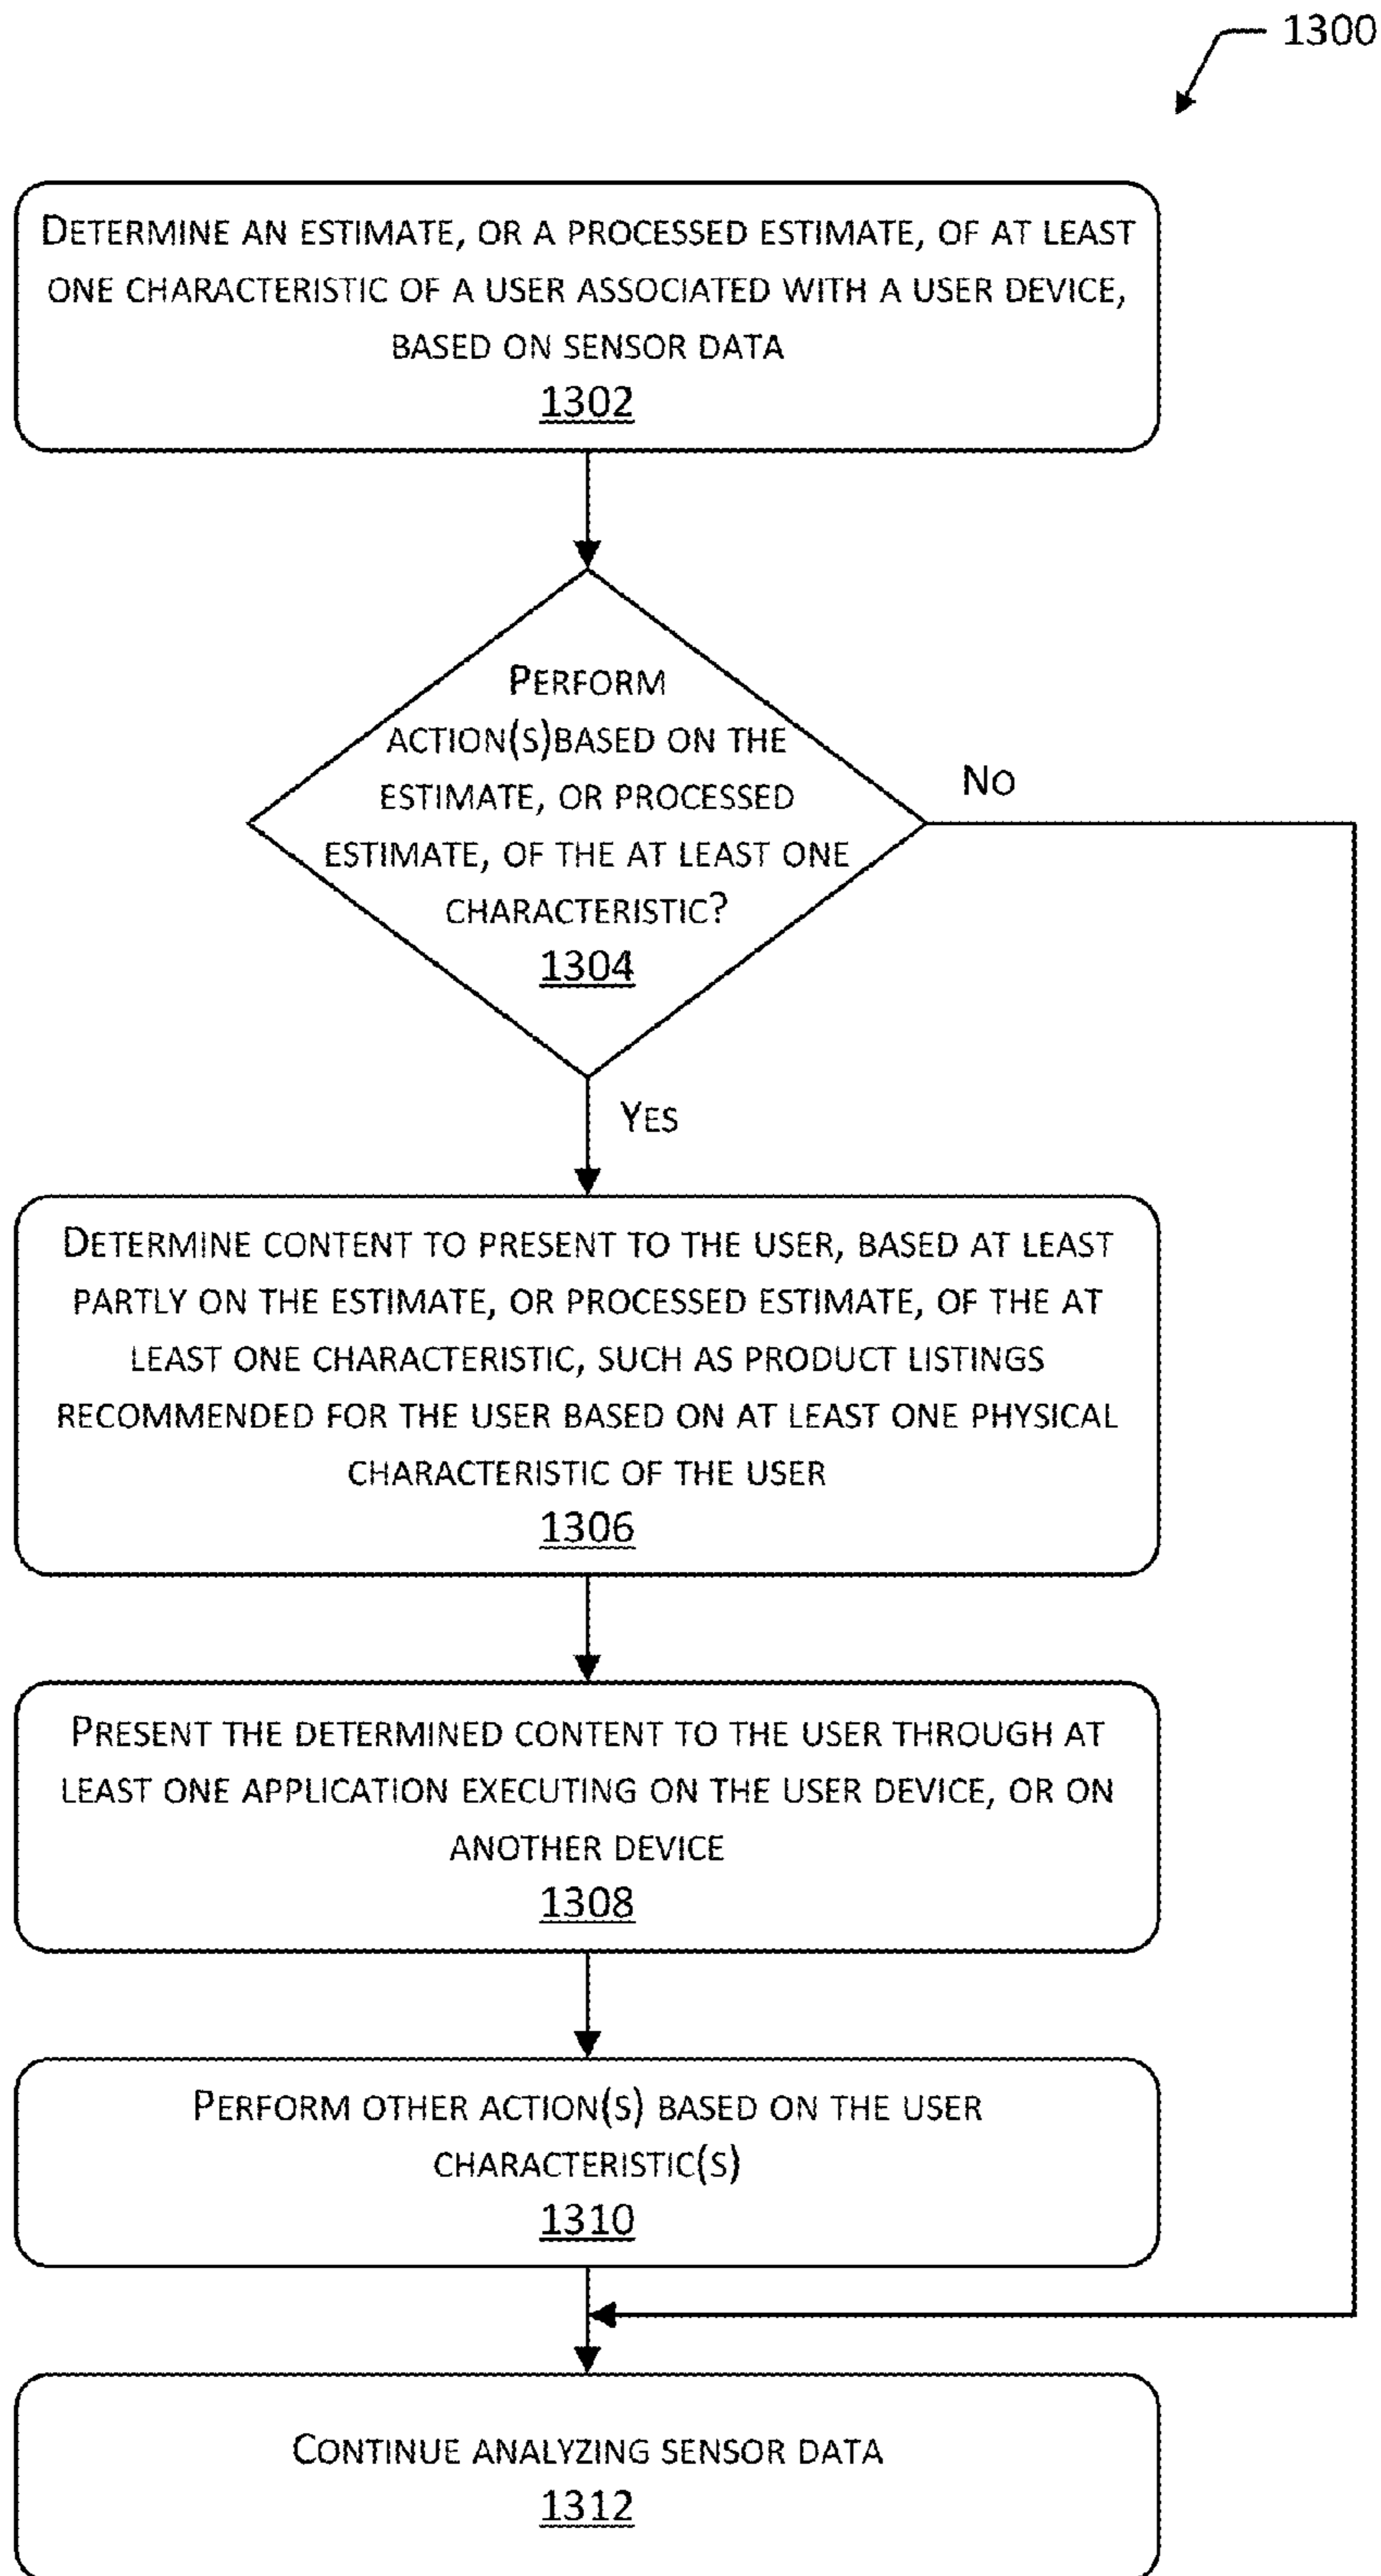 1300
DETERMINE AN ESTIMATE, OR A PROCESSED ESTIMATE, OF AT LEAST
ONE CHARACTERISTIC OF A USER ASSOCIATED WITH A USER DEVICE,
BASED ON SENSOR DATA
1302
PERFORM
ACTION(S)BASED ON THE
ESTIMATE, OR PROCESSED
ESTIMATE, OF THE AT LEAST ONE
CHARACTERISTIC?
1304
NO
YES
DETERMINE CONTENT TO PRESENT TO THE USER, BASED AT LEAST
PARTLY ON THE ESTIMATE, OR PROCESSED ESTIMATE, OF THE AT
LEAST ONE CHARACTERISTIC, SUCH AS PRODUCT LISTINGS
RECOMMENDED FOR THE USER BASED ON AT LEAST ONE PHYSICAL
CHARACTERISTIC OF THE USER
1306
PRESENT THE DETERMINED CONTENT TO THE USER THROUGH AT
LEAST ONE APPLICATION EXECUTING ON THE USER DEVICE, OR ON
ANOTHER DEVICE
1308
PERFORM OTHER ACTION(S) BASED ON THE USER
CHARACTERISTIC(S)
1310
CONTINUE ANALYZING SENSOR DATA
1312